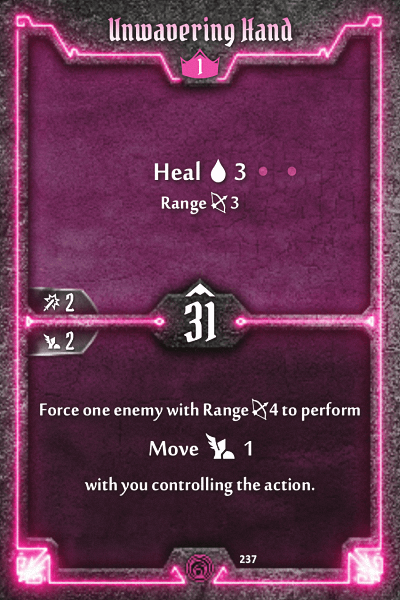 Unwavering Hand
1
Heal 3
Range 3
2
31
2
Force one enemy with Range 4 to perform
Move 1
with you controlling the action.
237